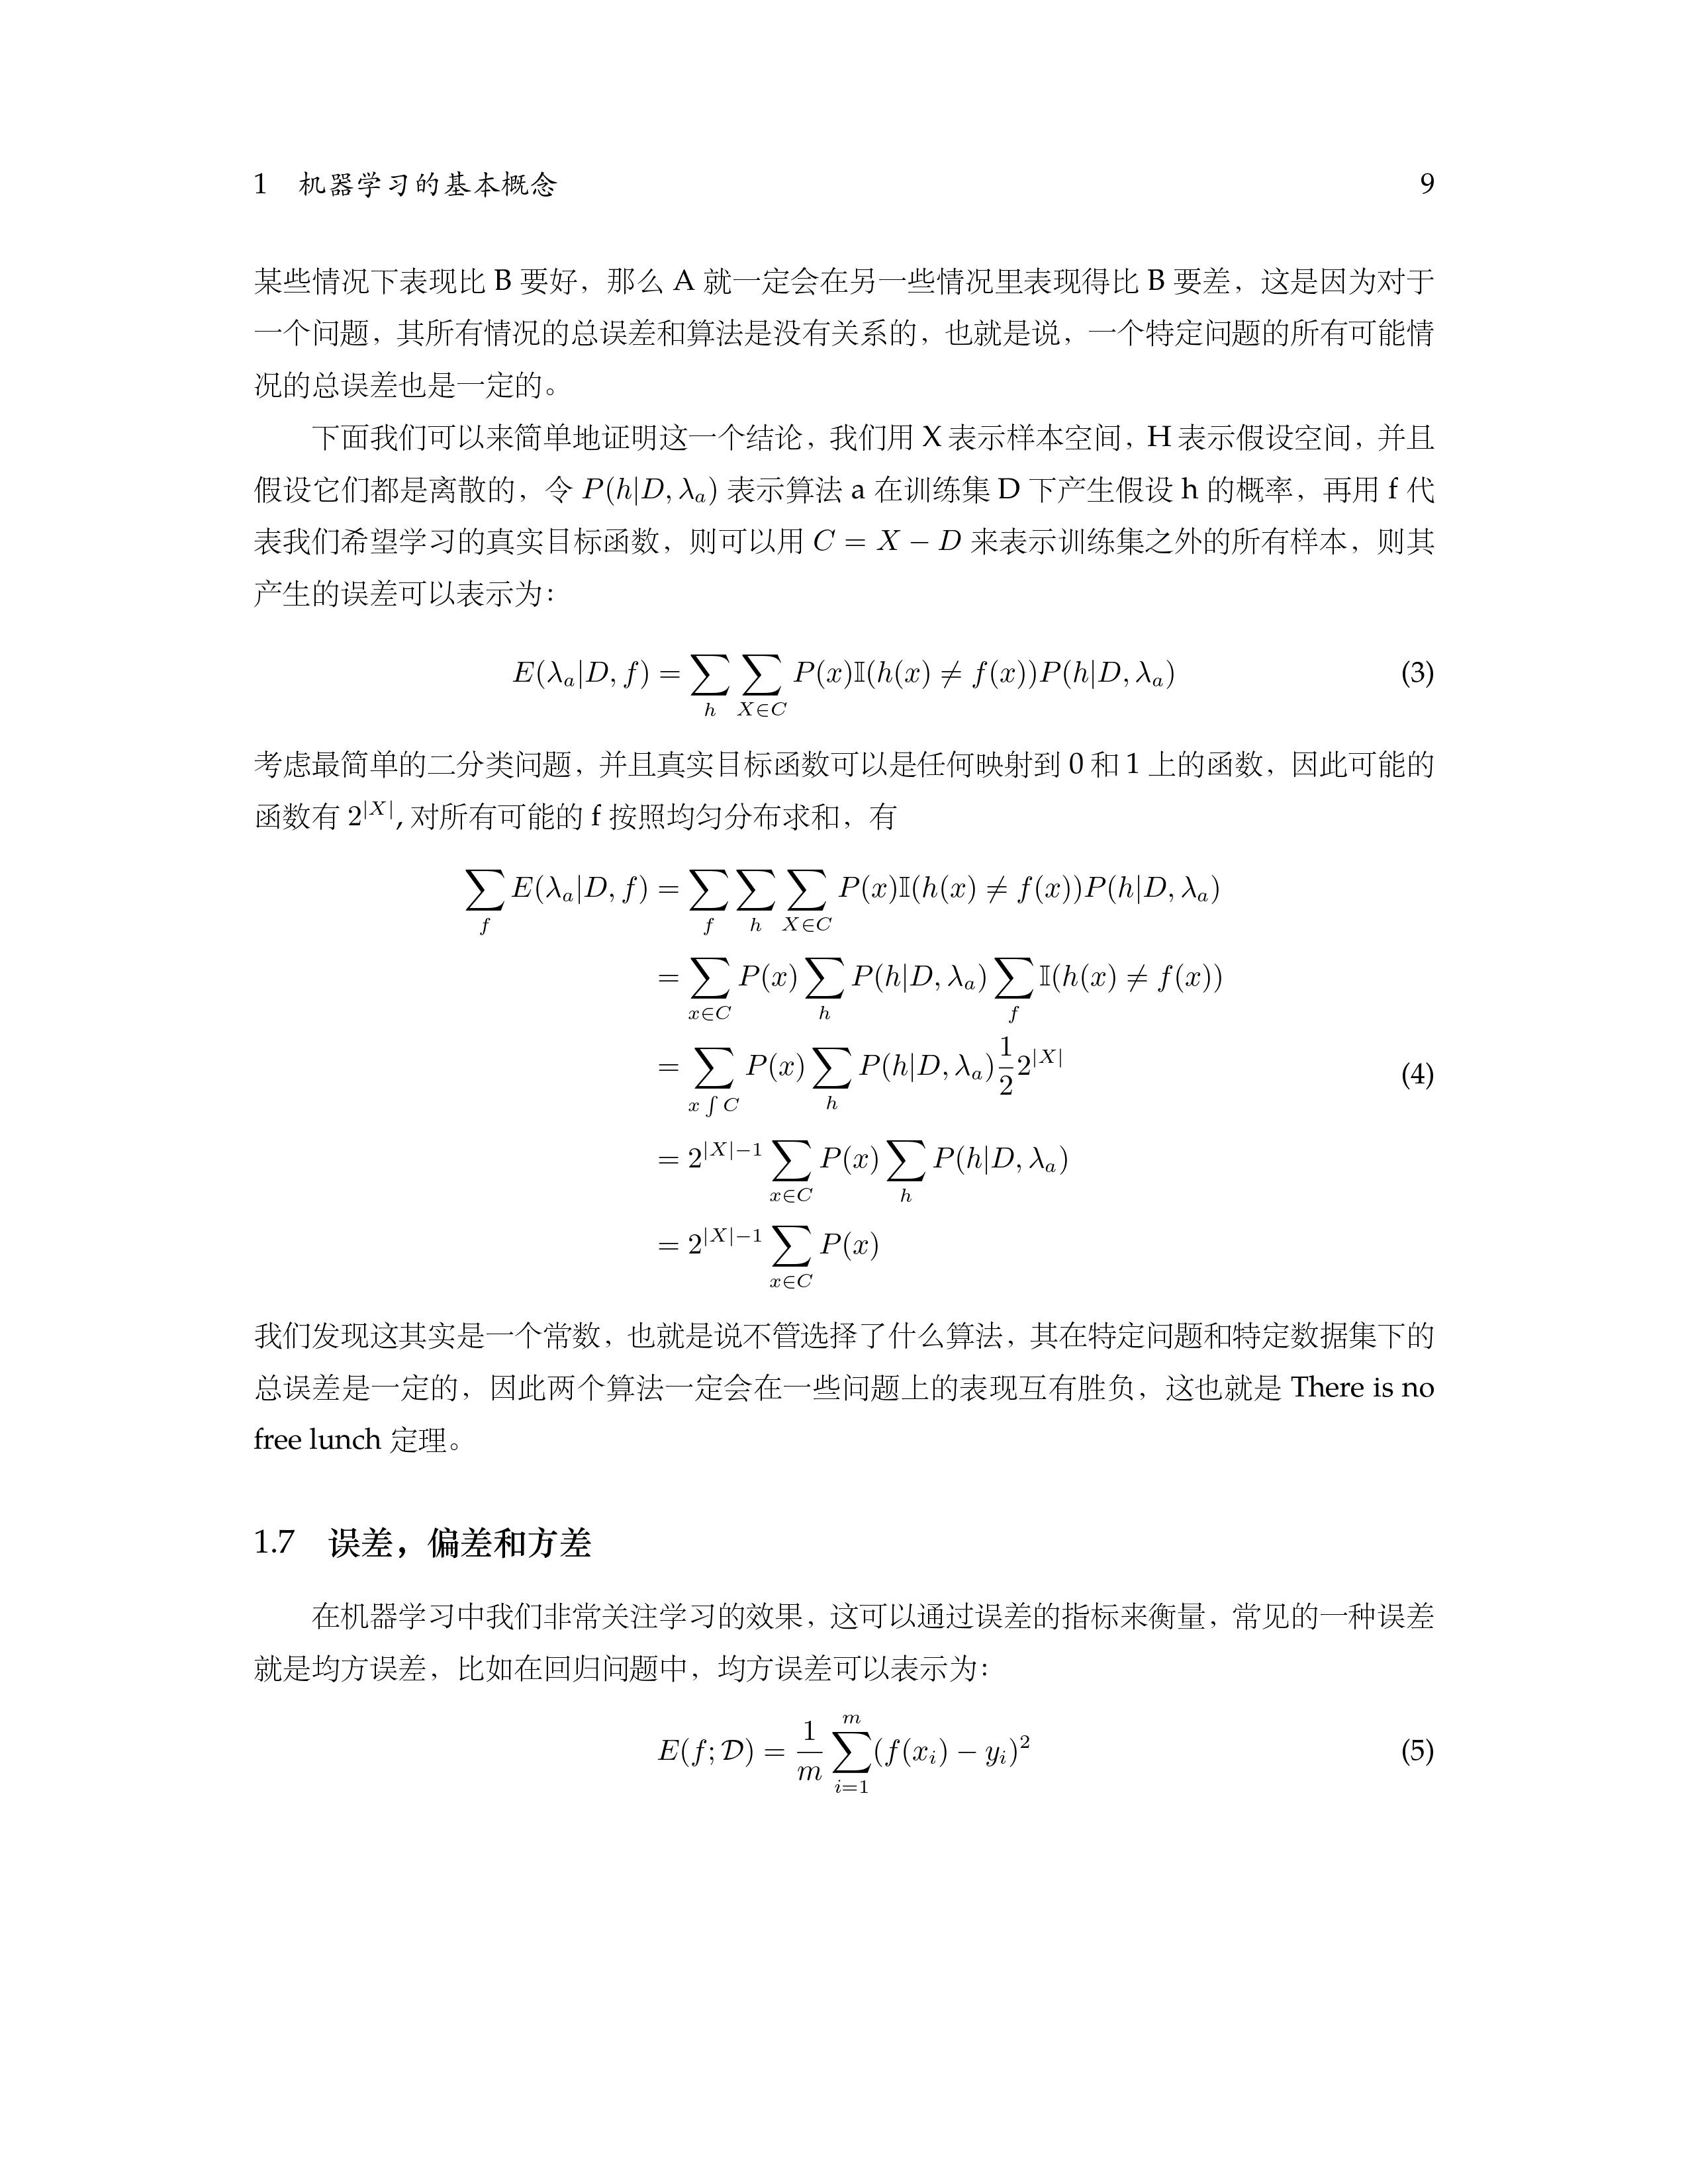 1 机器学习的基本概念 9
某些情况下表现比 B 要好，那么 A 就一定会在另一些情况里表现得比 B 要差，这是因为对于
一个问题，其所有情况的总误差和算法是没有关系的，也就是说，一个特定问题的所有可能情
况的总误差也是一定的。
下面我们可以来简单地证明这一个结论，我们用 X 表示样本空间，H 表示假设空间，并且
假设它们都是离散的，令 $P(h|D, \lambda_a)$ 表示算法 a 在训练集 D 下产生假设 h 的概率，再用 f 代
表我们希望学习的真实目标函数，则可以用 $C = X - D$ 来表示训练集之外的所有样本，则其
产生的误差可以表示为：
$E(\lambda_a|D, f) = \sum_{h} \sum_{X \in C} P(x)\mathbb{I}(h(x) \neq f(x))P(h|D, \lambda_a)$ (3)
考虑最简单的二分类问题，并且真实目标函数可以是任何映射到 0 和 1 上的函数，因此可能的
函数有 $2^{|X|}$, 对所有可能的 f 按照均匀分布求和，有
$\sum_{f} E(\lambda_a|D, f) = \sum_{f} \sum_{h} \sum_{X \in C} P(x)\mathbb{I}(h(x) \neq f(x))P(h|D, \lambda_a)$
$= \sum_{x \in C} P(x) \sum_{h} P(h|D, \lambda_a) \sum_{f} \mathbb{I}(h(x) \neq f(x))$
$= \sum_{x \int C} P(x) \sum_{h} P(h|D, \lambda_a) \frac{1}{2} 2^{|X|}$ (4)
$= 2^{|X|-1} \sum_{x \in C} P(x) \sum_{h} P(h|D, \lambda_a)$
$= 2^{|X|-1} \sum_{x \in C} P(x)$
我们发现这其实是一个常数，也就是说不管选择了什么算法，其在特定问题和特定数据集下的
总误差是一定的，因此两个算法一定会在一些问题上的表现互有胜负，这也就是 There is no
free lunch 定理。
1.7 误差，偏差和方差
在机器学习中我们非常关注学习的效果，这可以通过误差的指标来衡量，常见的一种误差
就是均方误差，比如在回归问题中，均方误差可以表示为：
$E(f; \mathcal{D}) = \frac{1}{m} \sum_{i=1}^{m} (f(x_i) - y_i)^2$ (5)